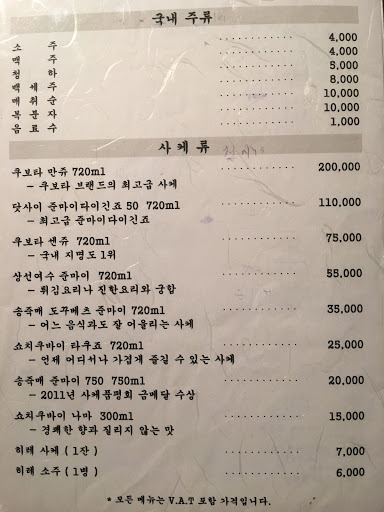 국내 주류
소 주 4,000
맥 주 4,000
청 하 5,000
백 세 주 8,000
매 취 순 10,000
복 분 자 10,000
음 료 수 1,000
사 케 류
쿠보타 만쥬 720ml 200,000
- 쿠보타 브랜드의 최고급 사케
닷사이 준마이다이긴죠 50 720ml 110,000
- 최고급 준마이다이긴죠
쿠보타 센쥬 720ml 75,000
- 국내 지명도 1위
상선여수 준마이 720ml 55,000
- 튀김요리나 진한요리와 궁합
송죽매 도꾸베츠 준마이 720ml 35,000
- 어느 음식과도 잘 어울리는 사케
쇼치쿠바이 타쿠죠 720ml 25,000
- 언제 어디서나 가볍게 즐길 수 있는 사케
송죽매 준마이 750 750ml 20,000
- 2011년 사케품평회 금메달 수상
쇼치쿠바이 나마 300ml 15,000
- 경쾌한 향과 질리지 않는 맛
히레 사케 ( 1잔 ) 7,000
히레 소주 ( 1병 ) 6,000
* 모든 메뉴는 V.A.T 포함 가격입니다.